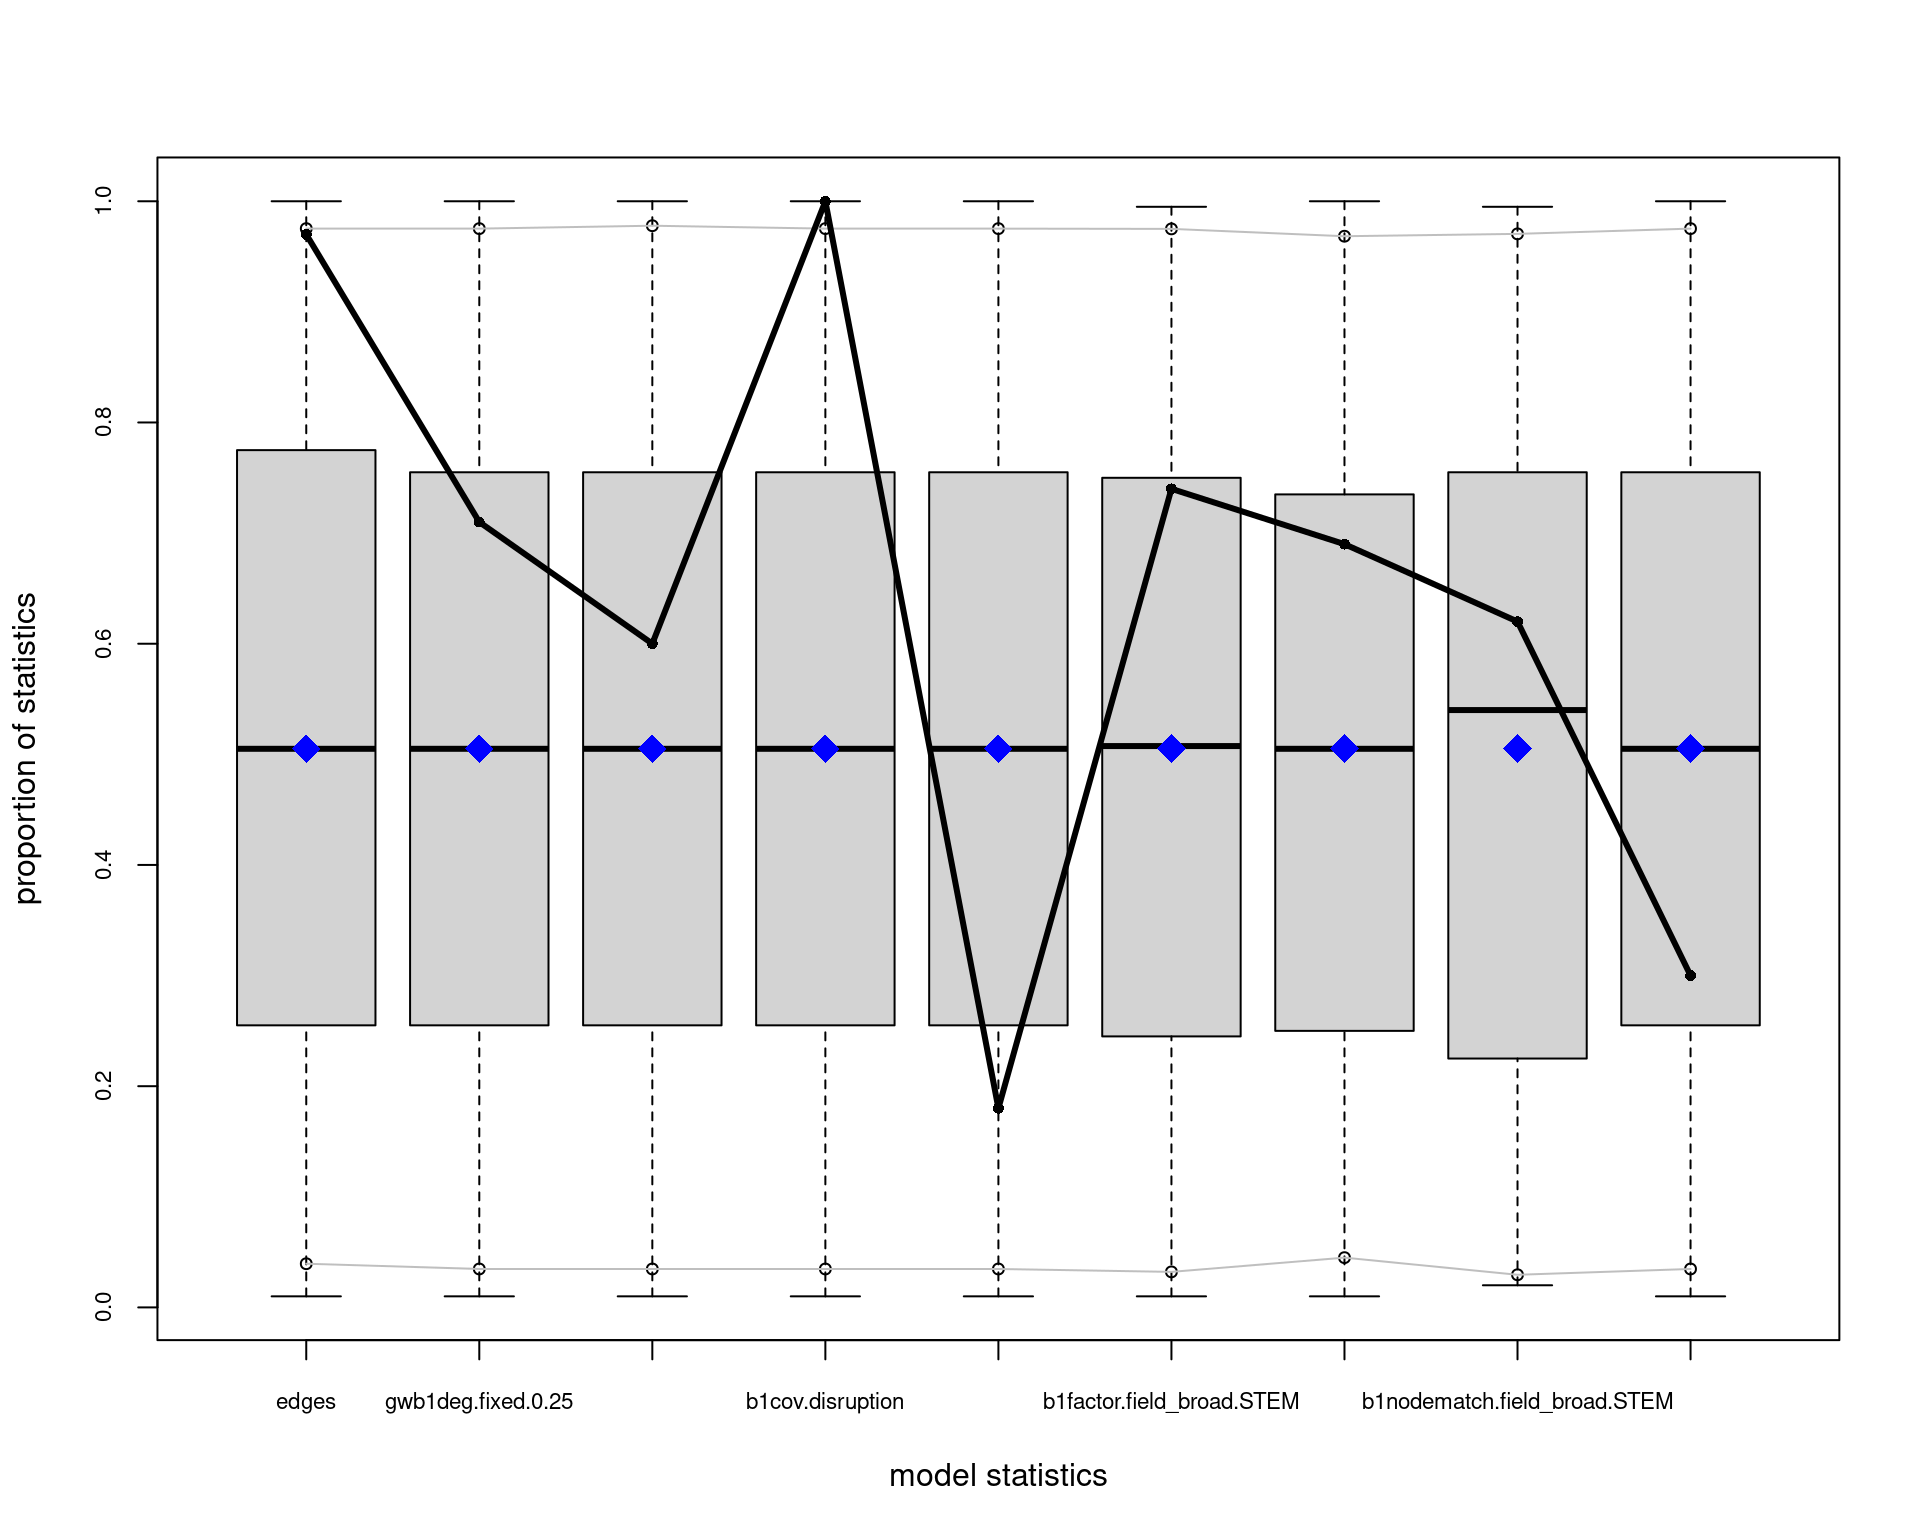 proportion of statistics
1.0
0.8
0.6
0.4
0.2
0.0
edges gwb1deg.fixed.0.25 b1cov.disruption b1factor.field_broad.STEM b1nodematch.field_broad.STEM
model statistics